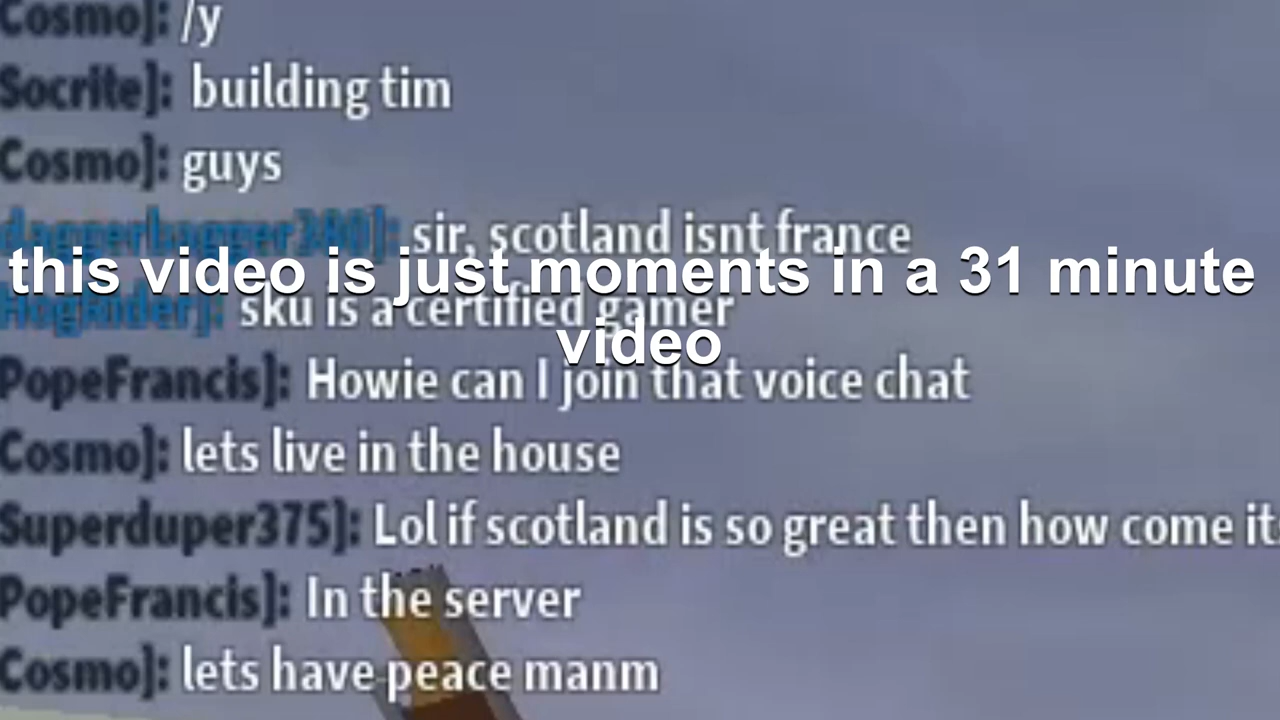 Cosmo]: /y
Socrite]: building tim
Cosmo]: guys
daggerbagger380]: sir, scotland isnt france
this video is just moments in a 31 minute
HogRider]: sku is a certified gamer
video
PopeFrancis]: Howie can I join that voice chat
Cosmo]: lets live in the house
Superduper375]: Lol if scotland is so great then how come it
PopeFrancis]: In the server
Cosmo]: lets have peace manm